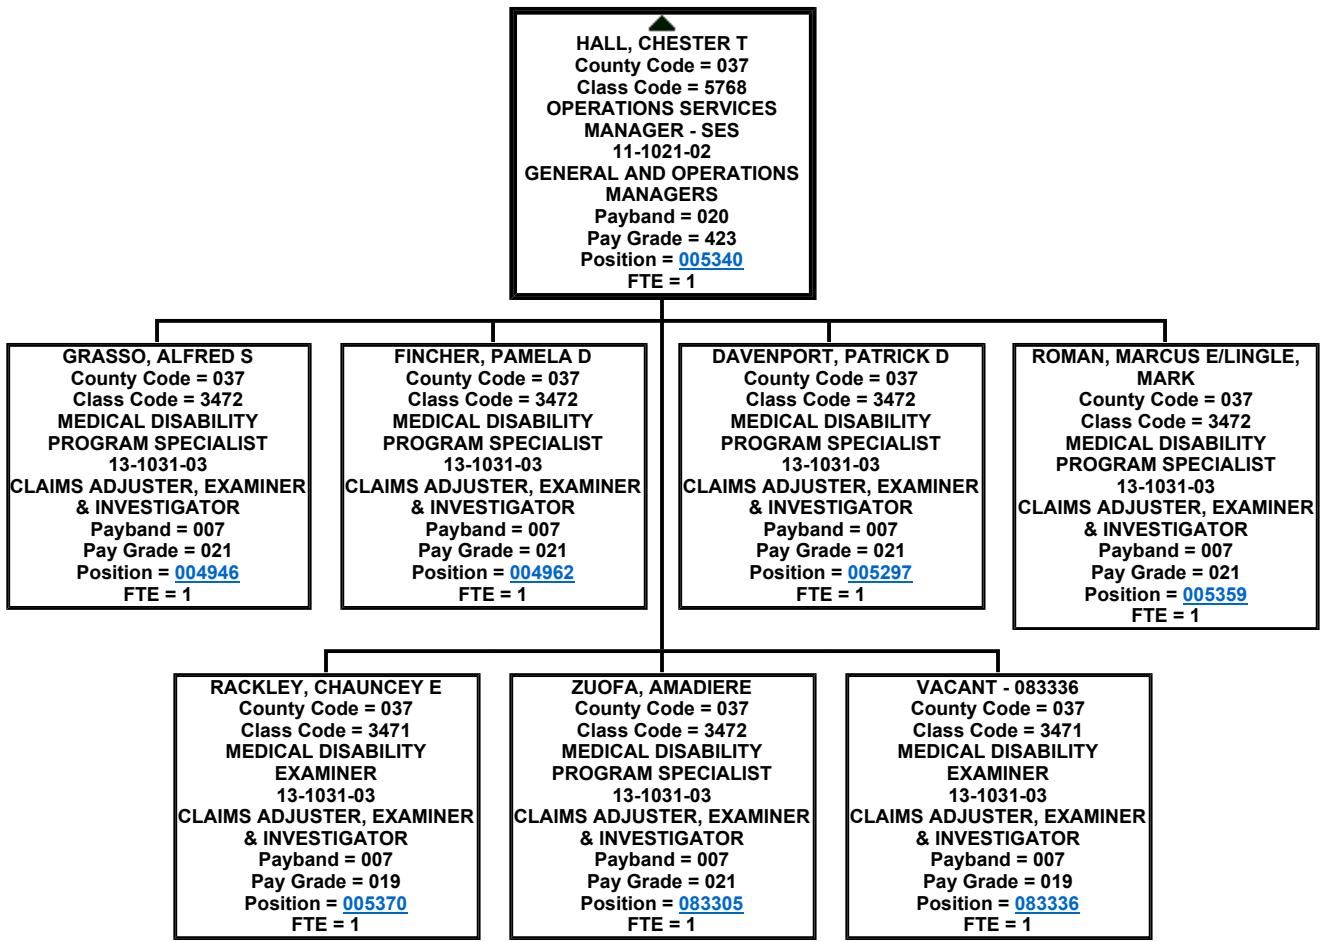 HALL, CHESTER T
County Code = 037
Class Code = 5768
OPERATIONS SERVICES
MANAGER - SES
11-1021-02
GENERAL AND OPERATIONS
MANAGERS
Payband = 020
Pay Grade = 423
Position = 005340
FTE = 1
GRASSO, ALFRED S
County Code = 037
Class Code = 3472
MEDICAL DISABILITY
PROGRAM SPECIALIST
13-1031-03
CLAIMS ADJUSTER, EXAMINER
& INVESTIGATOR
Payband = 007
Pay Grade = 021
Position = 004946
FTE = 1
FINCHER, PAMELA D
County Code = 037
Class Code = 3472
MEDICAL DISABILITY
PROGRAM SPECIALIST
13-1031-03
CLAIMS ADJUSTER, EXAMINER
& INVESTIGATOR
Payband = 007
Pay Grade = 021
Position = 004962
FTE = 1
DAVENPORT, PATRICK D
County Code = 037
Class Code = 3472
MEDICAL DISABILITY
PROGRAM SPECIALIST
13-1031-03
CLAIMS ADJUSTER, EXAMINER
& INVESTIGATOR
Payband = 007
Pay Grade = 021
Position = 005297
FTE = 1
ROMAN, MARCUS E/LINGLE,
MARK
County Code = 037
Class Code = 3472
MEDICAL DISABILITY
PROGRAM SPECIALIST
13-1031-03
CLAIMS ADJUSTER, EXAMINER
& INVESTIGATOR
Payband = 007
Pay Grade = 021
Position = 005359
FTE = 1
RACKLEY, CHAUNCEY E
County Code = 037
Class Code = 3471
MEDICAL DISABILITY
EXAMINER
13-1031-03
CLAIMS ADJUSTER, EXAMINER
& INVESTIGATOR
Payband = 007
Pay Grade = 019
Position = 005370
FTE = 1
ZUOFA, AMADIERE
County Code = 037
Class Code = 3472
MEDICAL DISABILITY
PROGRAM SPECIALIST
13-1031-03
CLAIMS ADJUSTER, EXAMINER
& INVESTIGATOR
Payband = 007
Pay Grade = 021
Position = 083305
FTE = 1
VACANT - 083336
County Code = 037
Class Code = 3471
MEDICAL DISABILITY
EXAMINER
13-1031-03
CLAIMS ADJUSTER, EXAMINER
& INVESTIGATOR
Payband = 007
Pay Grade = 019
Position = 083336
FTE = 1